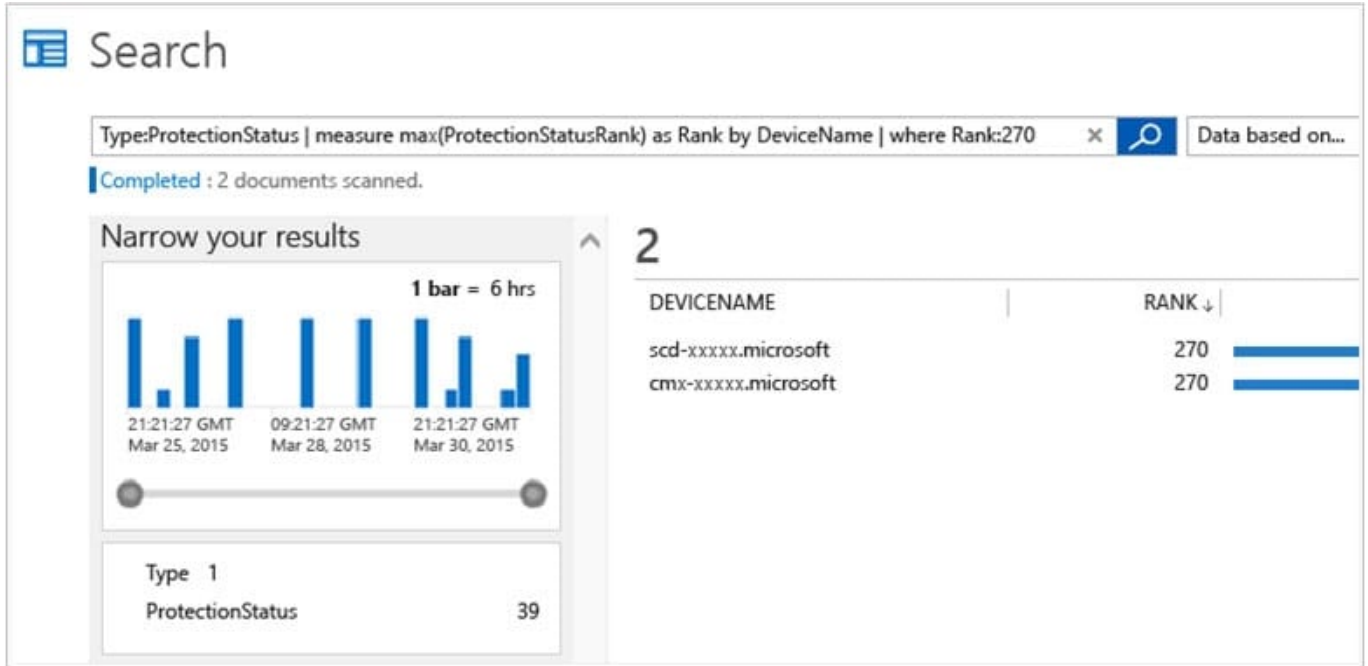 Search
Type:ProtectionStatus | measure max(ProtectionStatusRank) as Rank by DeviceName | where Rank:270
Data based on...
Completed : 2 documents scanned.
Narrow your results
1 bar = 6 hrs
21:21:27 GMT 09:21:27 GMT 21:21:27 GMT
Mar 25, 2015 Mar 28, 2015 Mar 30, 2015
Type 1
ProtectionStatus 39
2
DEVICENAME RANK
scd-xxxxx.microsoft 270
cmx-xxxxx.microsoft 270